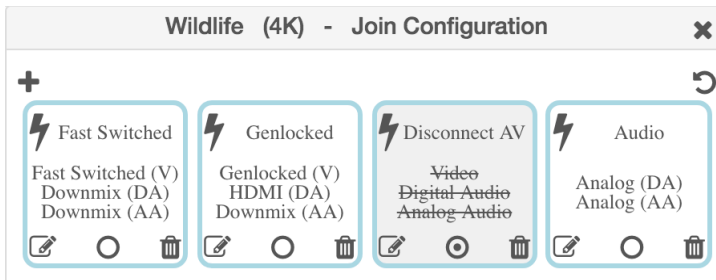 Wildlife (4K) - Join Configuration
Fast Switched
Fast Switched (V)
Downmix (DA)
Downmix (AA)
Genlocked
Genlocked (V)
HDMI (DA)
Downmix (AA)
Disconnect AV
Video
Digital Audio
Analog Audio
Audio
Analog (DA)
Analog (AA)